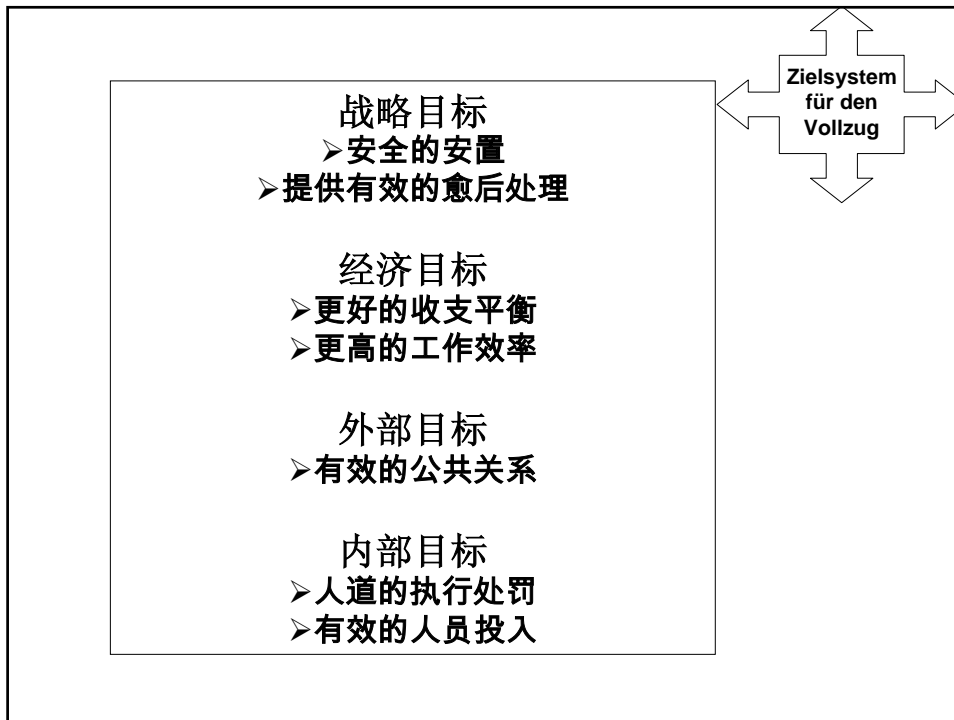 Zielsystem
für den
Vollzug
战略目标
➢安全的安置
➢提供有效的愈后处理
经济目标
➢更好的收支平衡
➢更高的工作效率
外部目标
➢有效的公共关系
内部目标
➢人道的执行处罚
➢有效的人员投入